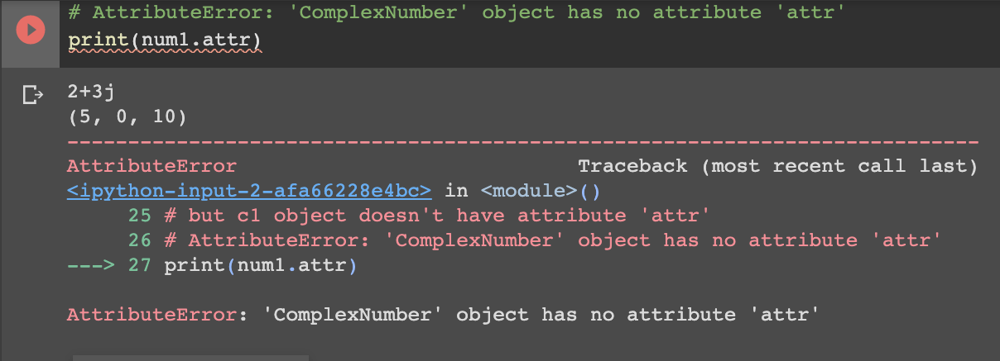 # AttributeError: 'ComplexNumber' object has no attribute 'attr'
print(num1.attr)
2+3j
(5, 0, 10)
---------------------------------------------------------------------------
AttributeError                            Traceback (most recent call last)
<ipython-input-2-afa66228e4bc> in <module>()
     25 # but c1 object doesn't have attribute 'attr'
     26 # AttributeError: 'ComplexNumber' object has no attribute 'attr'
---> 27 print(num1.attr)
AttributeError: 'ComplexNumber' object has no attribute 'attr'